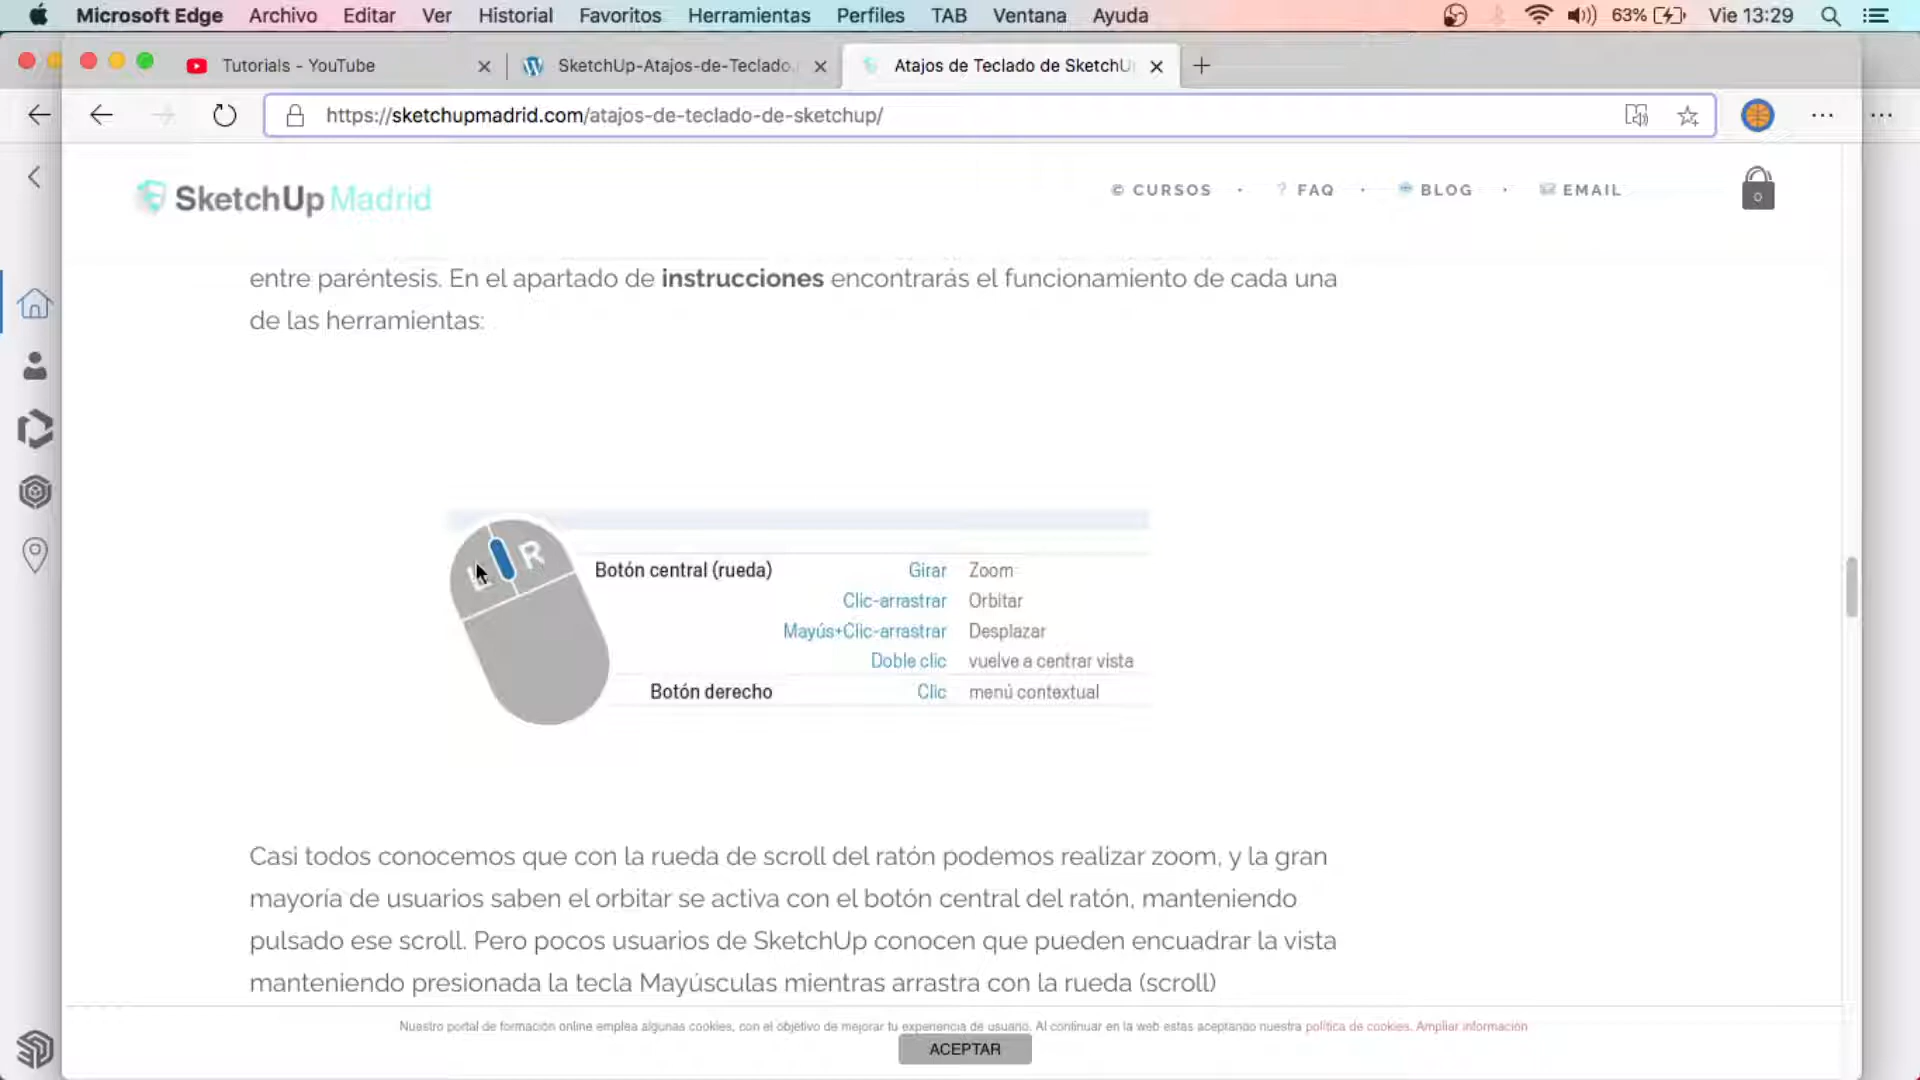 Microsoft Edge Archivo Editar Ver Historial Favoritos Herramientas Perfiles TAB Ventana Ayuda 63% Vie 13:29
Tutorials - YouTube
SketchUp-Atajos-de-Teclado.
Atajos de Teclado de SketchU
https://sketchupmadrid.com/atajos-de-teclado-de-sketchup/
SketchUp Madrid
© CURSOS · ? FAQ · BLOG · EMAIL
0
entre paréntesis. En el apartado de instrucciones encontrarás el funcionamiento de cada una
de las herramientas:
L R
Botón central (rueda) Girar Zoom
Clic-arrastrar Orbitar
Mayús+Clic-arrastrar Desplazar
Doble clic vuelve a centrar vista
Botón derecho Clic menú contextual
Casi todos conocemos que con la rueda de scroll del ratón podemos realizar zoom, y la gran
mayoría de usuarios saben el orbitar se activa con el botón central del ratón, manteniendo
pulsado ese scroll. Pero pocos usuarios de SketchUp conocen que pueden encuadrar la vista
manteniendo presionada la tecla Mayúsculas mientras arrastra con la rueda (scroll)
Nuestro portal de formación online emplea algunas cookies, con el objetivo de mejorar tu experiencia de usuario. Al continuar en la web estas aceptando nuestra política de cookies. Ampliar información
ACEPTAR